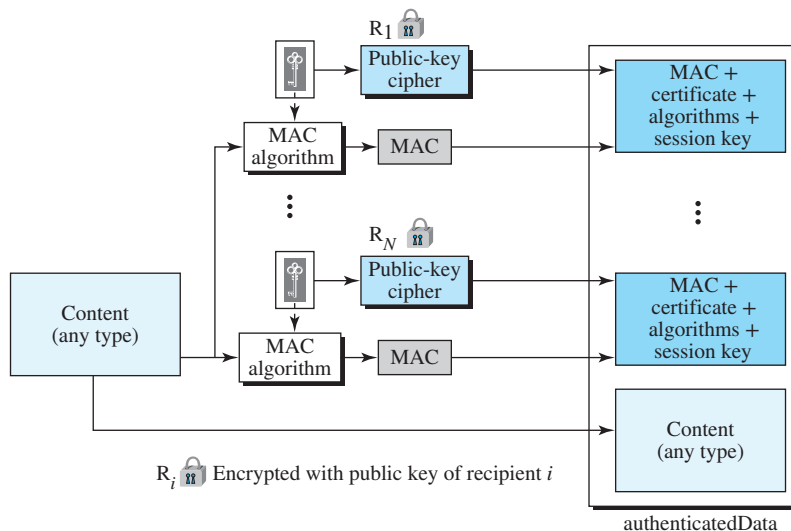 R1
Public-key
cipher
MAC
algorithm
MAC
MAC +
certificate +
algorithms +
session key
RN
Public-key
cipher
MAC
algorithm
MAC
MAC +
certificate +
algorithms +
session key
Content
(any type)
Content
(any type)
Ri Encrypted with public key of recipient i
authenticatedData